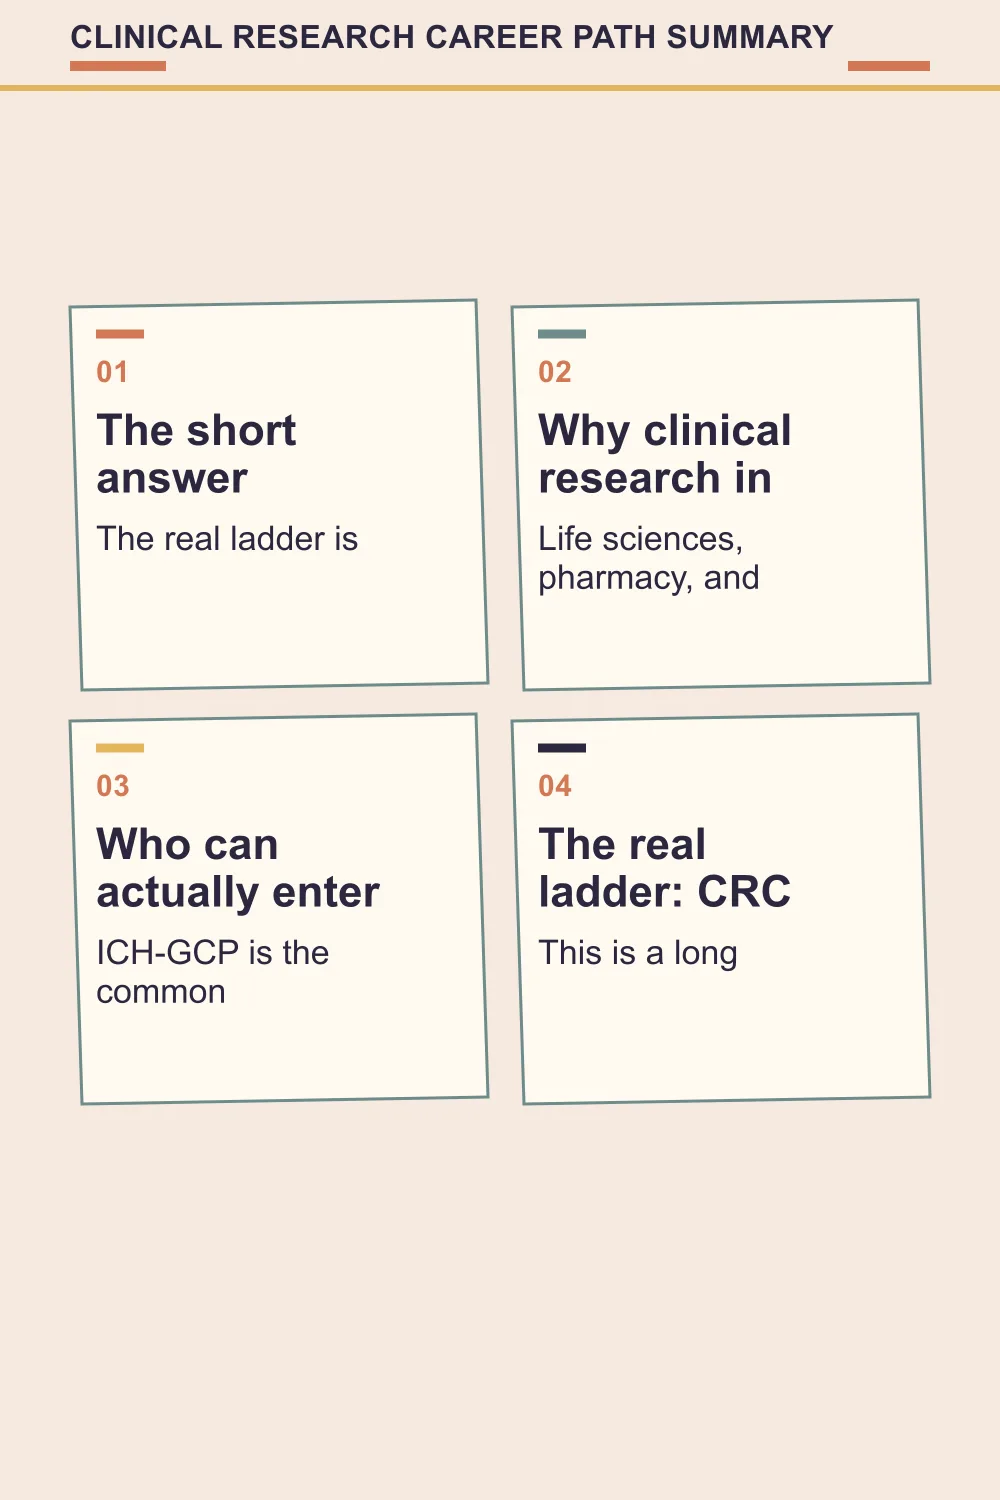 CLINICAL RESEARCH CAREER PATH SUMMARY
01
The short
answer
The real ladder is
02
Why clinical
research in
Life sciences,
pharmacy, and
03
Who can
actually enter
ICH-GCP is the
common
04
The real
ladder: CRC
This is a long